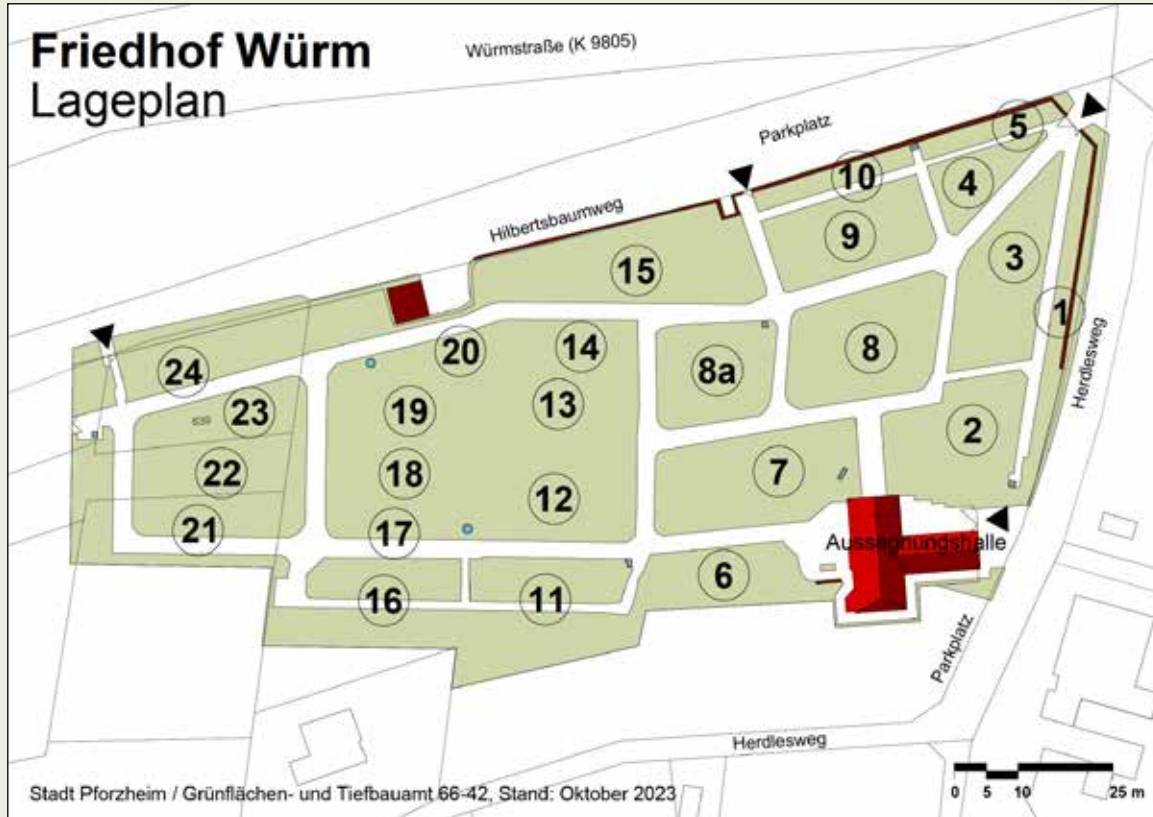 Friedhof Würm
Lageplan
Würmstraße (K 9805)
Parkplatz
Hilbertsbaumweg
5
10
4
9
3
15
1
Herdlesweg
14
20
8
8a
24
13
19
23
2
18
7
22
12
21
17
Aussegnungshalle
6
16
11
Parkplatz
Herdlesweg
0 5 10 25 m
Stadt Pforzheim / Grünflächen- und Tiefbauamt 66-42, Stand: Oktober 2023